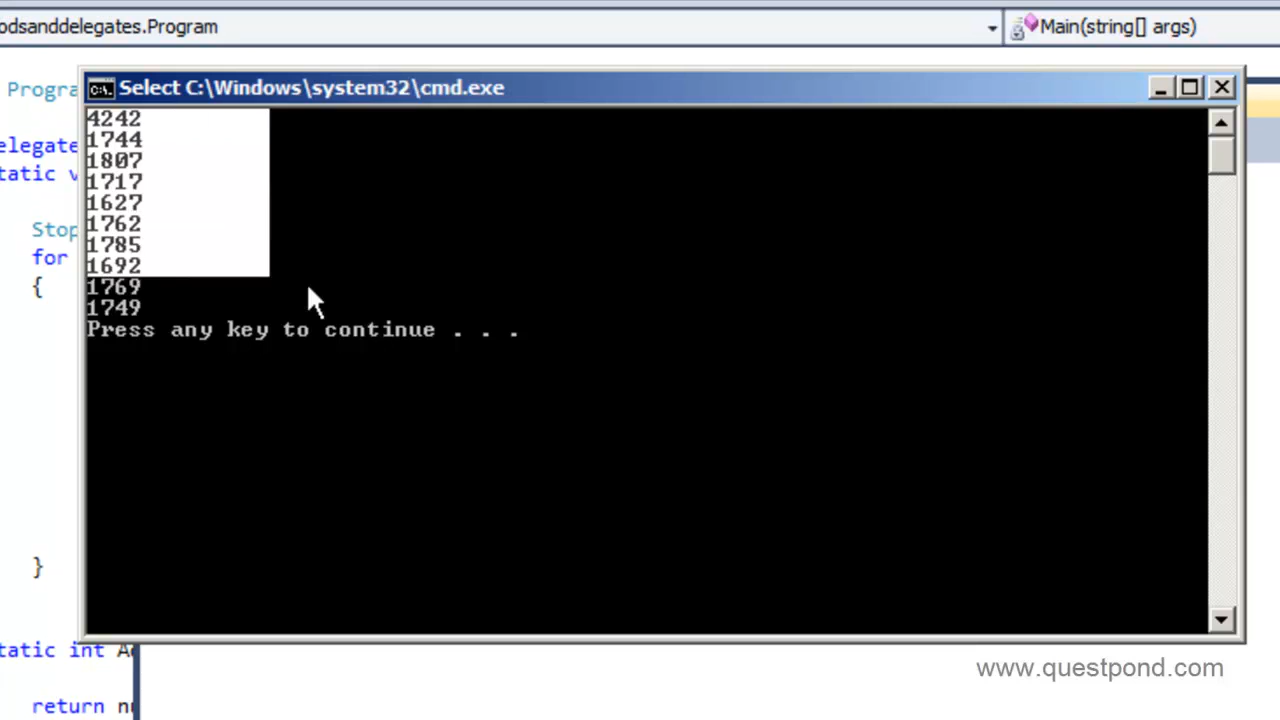 odsanddelegates.Program
Main(string[] args)
Select C:\Windows\system32\cmd.exe
4242
1744
1807
1717
1627
1762
1785
1692
1769
1749
Press any key to continue . . .
Progra
elegate
tatic v
Stop
for
{
}
tatic int A
return n
www.questpond.com